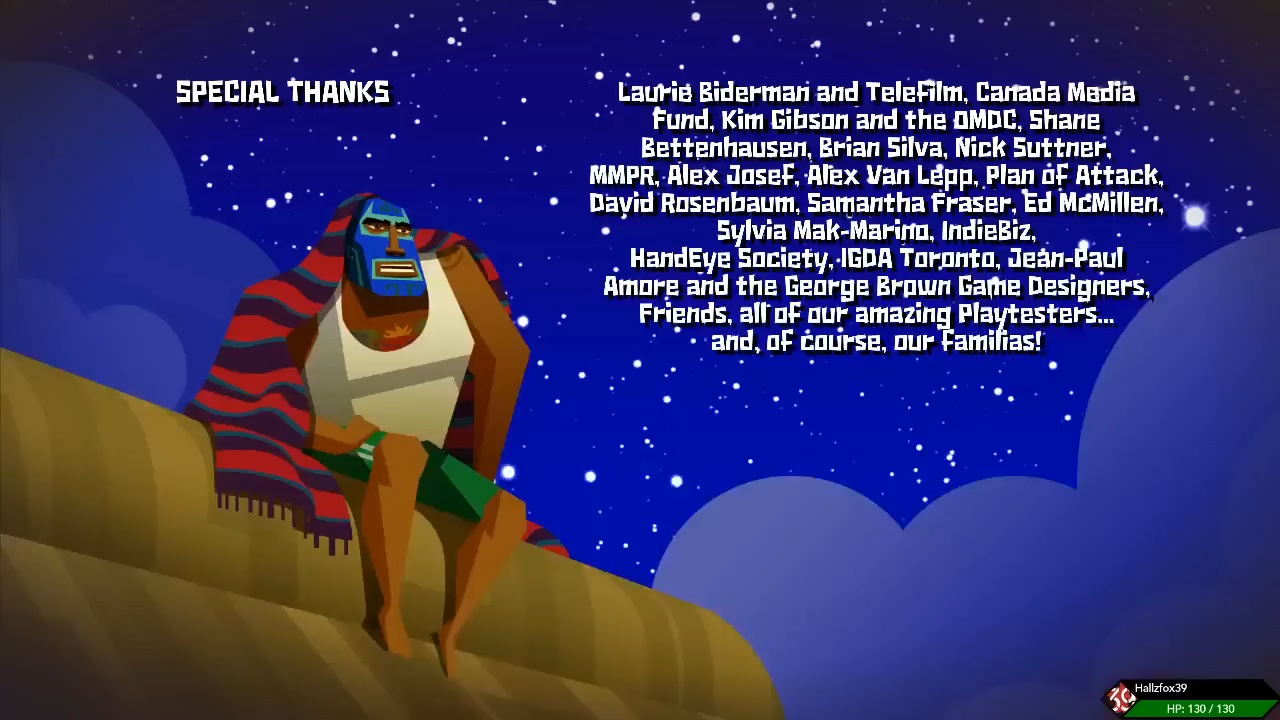 SPECIAL THANKS
Laurie Biderman and Telefilm, Canada Media
Fund, Kim Gibson and the OMDC, Shane
Bettenhausen, Brian Silva, Nick Suttner,
MMPR, Alex Josef, Alex Van Lepp, Plan of Attack,
David Rosenbaum, Samantha Fraser, Ed McMillen,
Sylvia Mak-Marino, IndieBiz,
HandEye Society, IGDA Toronto, Jean-Paul
Amore and the George Brown Game Designers,
Friends, all of our amazing Playtesters...
and, of course, our familias!
Hallzfox39
HP: 130 / 130